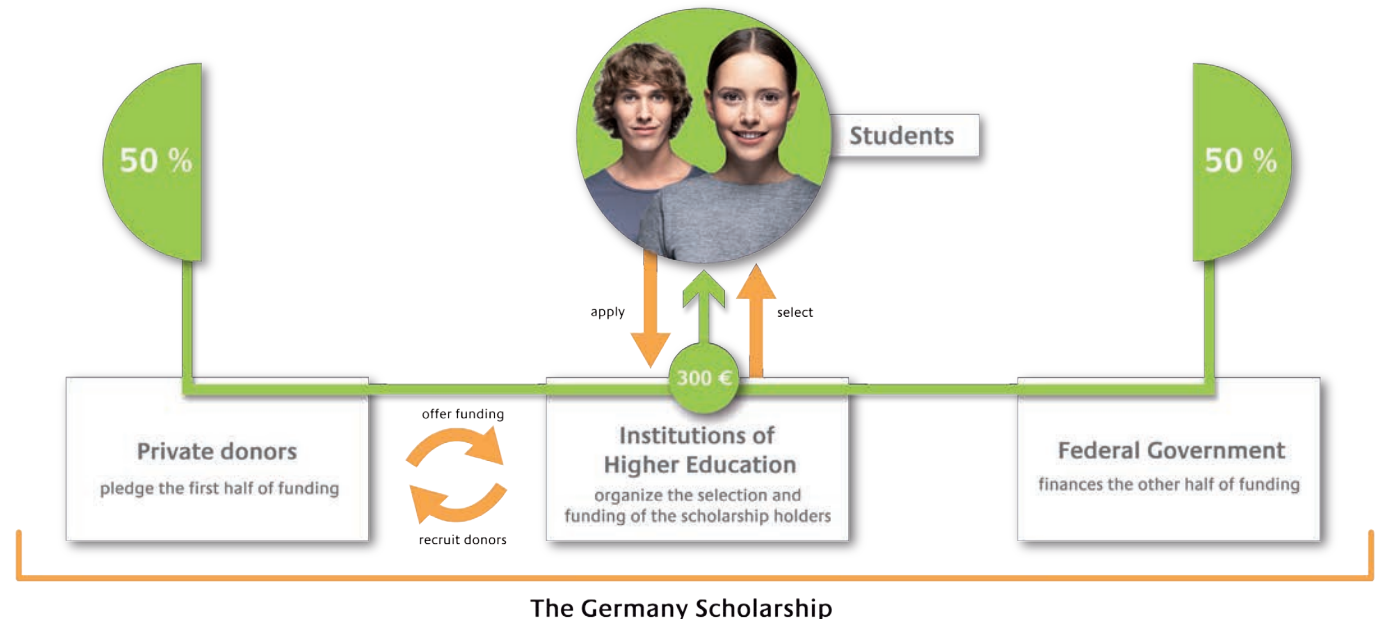 50 %
Students
50 %
apply
select
300 €
Private donors
pledge the first half of funding
offer funding
recruit donors
Institutions of
Higher Education
organize the selection and
funding of the scholarship holders
Federal Government
finances the other half of funding
The Germany Scholarship